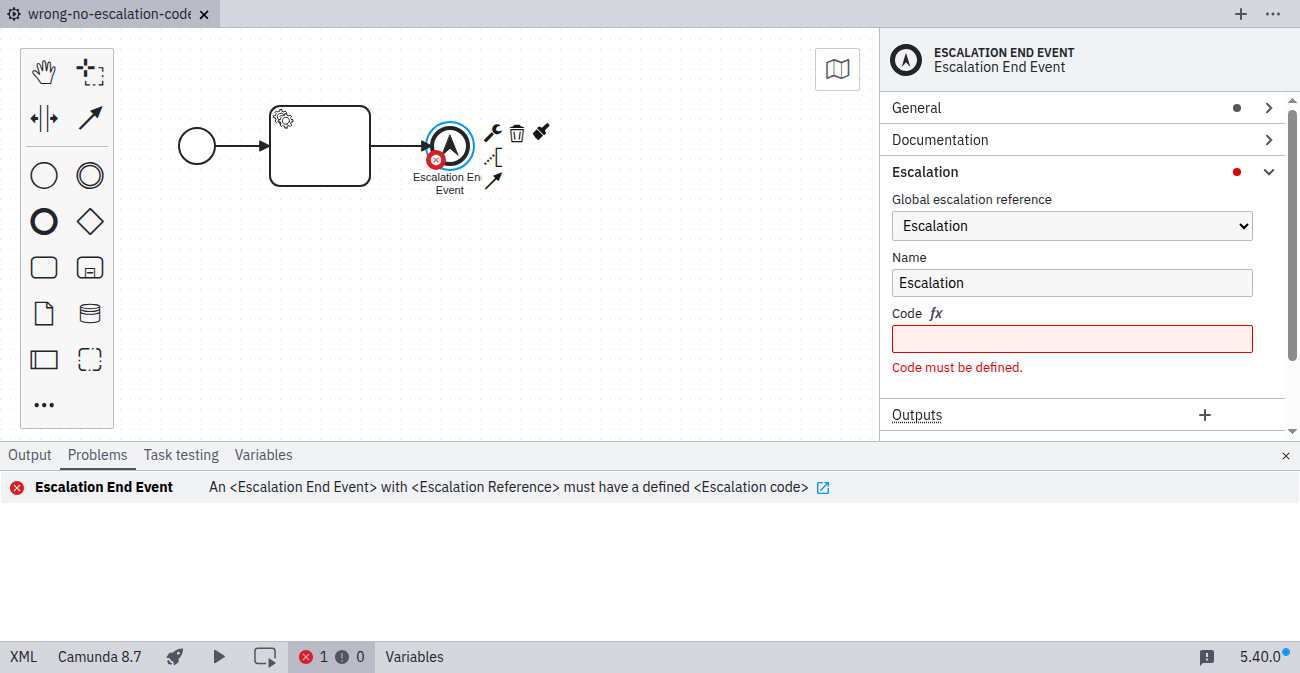 wrong-no-escalation-code
ESCALATION END EVENT
Escalation End Event
General
Documentation
Escalation
Global escalation reference
Escalation
Name
Escalation
Code fx
Code must be defined.
Outputs
Escalation En
Event
Output Problems Task testing Variables
Escalation End Event An <Escalation End Event> with <Escalation Reference> must have a defined <Escalation code>
XML Camunda 8.7 1 0 Variables 5.40.0